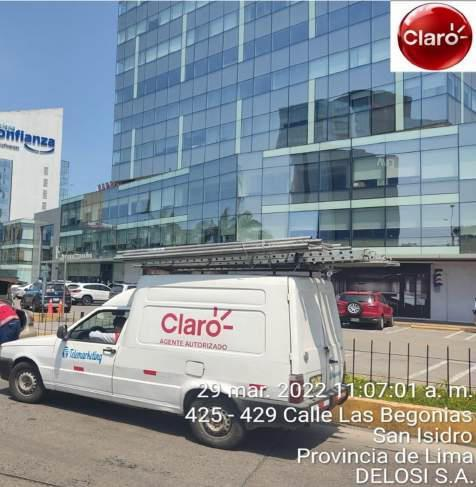 Claro
Confianza
Claro
AGENTE AUTORIZADO
Telemarketing
29 mar. 2022 11:07:01 a. m.
425 - 429 Calle Las Begonias
San Isidro
Provincia de Lima
DELOSI S.A.